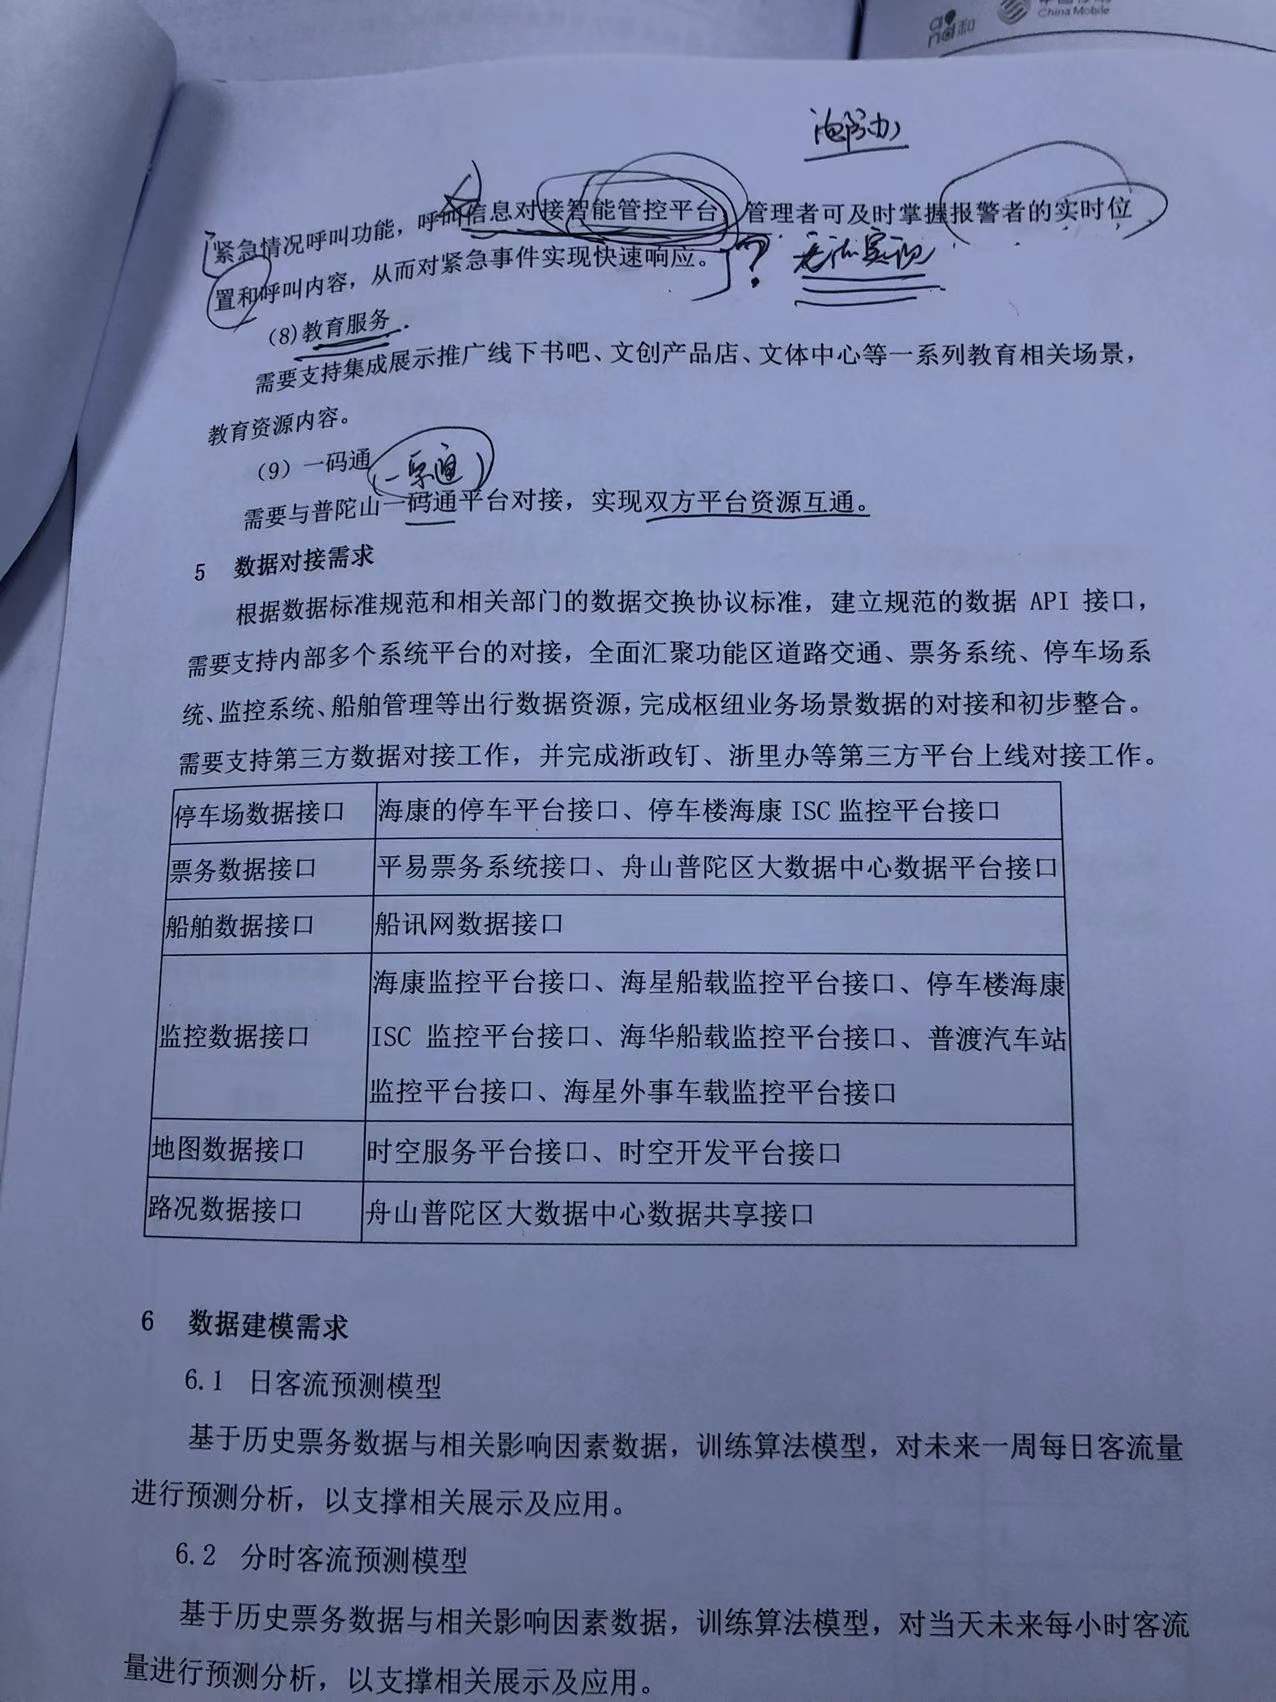 and和
China Mobile
海防办
紧急情况呼叫功能，呼叫信息对接智能管控平台，管理者可及时掌握报警者的实时位
置和呼叫内容，从而对紧急事件实现快速响应。 ？ 无法实现
（8)教育服务
需要支持集成展示推广线下书吧、文创产品店、文体中心等一系列教育相关场景，
教育资源内容。
（9）一码通（一票通）
需要与普陀山一码通平台对接，实现双方平台资源互通。
5 数据对接需求
根据数据标准规范和相关部门的数据交换协议标准，建立规范的数据 API 接口，
需要支持内部多个系统平台的对接，全面汇聚功能区道路交通、票务系统、停车场系
统、监控系统、船舶管理等出行数据资源，完成枢纽业务场景数据的对接和初步整合。
需要支持第三方数据对接工作，并完成浙政钉、浙里办等第三方平台上线对接工作。
停车场数据接口 海康的停车平台接口、停车楼海康 ISC 监控平台接口
票务数据接口 平易票务系统接口、舟山普陀区大数据中心数据平台接口
船舶数据接口 船讯网数据接口
监控数据接口 海康监控平台接口、海星船载监控平台接口、停车楼海康
ISC 监控平台接口、海华船载监控平台接口、普渡汽车站
监控平台接口、海星外事车载监控平台接口
地图数据接口 时空服务平台接口、时空开发平台接口
路况数据接口 舟山普陀区大数据中心数据共享接口
6 数据建模需求
6.1 日客流预测模型
基于历史票务数据与相关影响因素数据，训练算法模型，对未来一周每日客流量
进行预测分析，以支撑相关展示及应用。
6.2 分时客流预测模型
基于历史票务数据与相关影响因素数据，训练算法模型，对当天未来每小时客流
量进行预测分析，以支撑相关展示及应用。